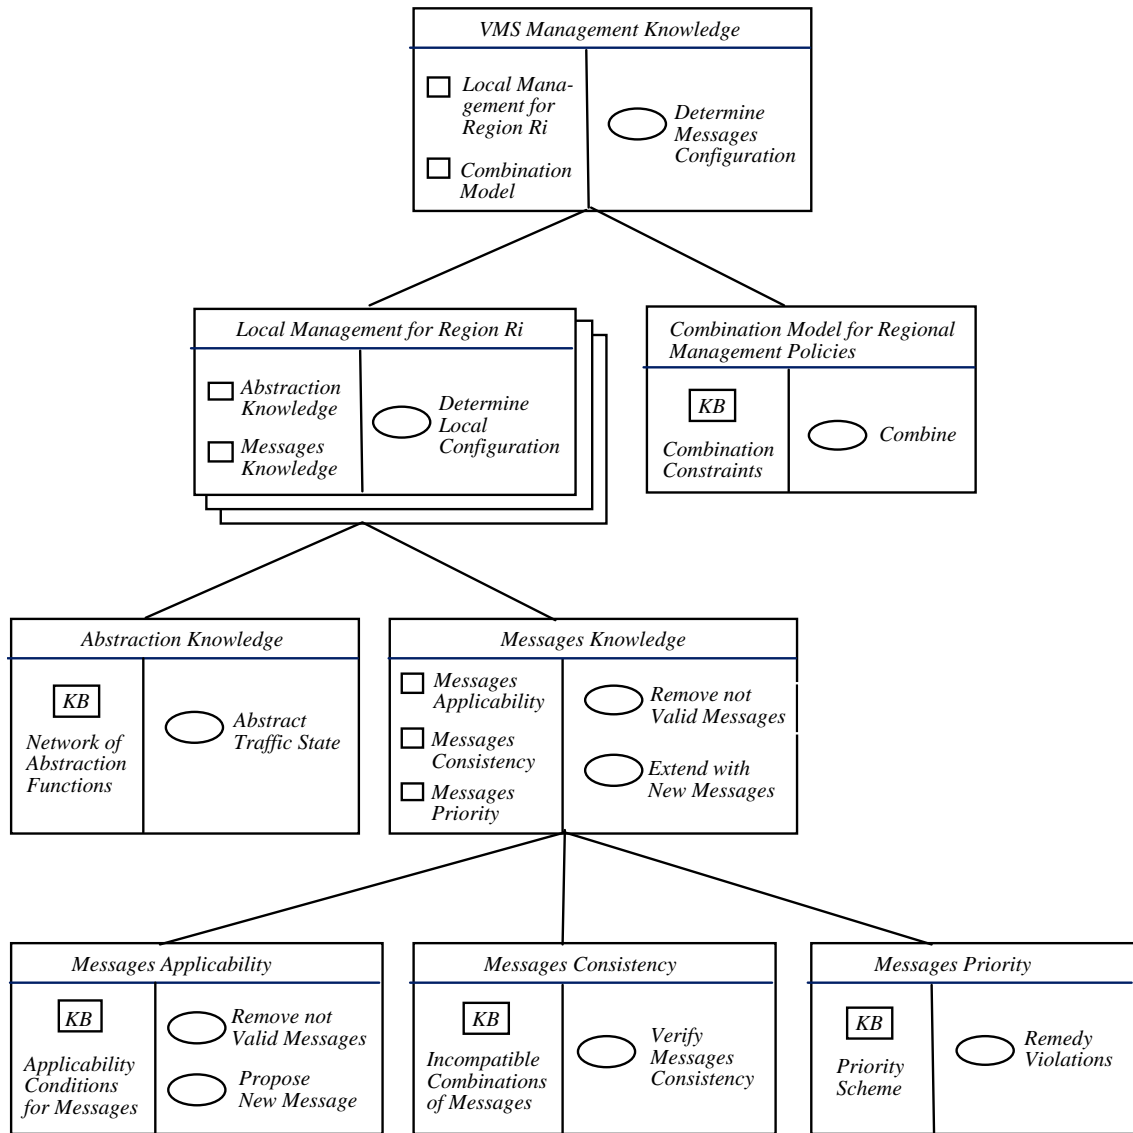 VMS Management Knowledge
Local Mana-
gement for
Region Ri
Combination
Model
Determine
Messages
Configuration
Local Management for Region Ri
Abstraction
Knowledge
Messages
Knowledge
Determine
Local
Configuration
Combination Model for Regional
Management Policies
KB
Combination
Constraints
Combine
Abstraction Knowledge
KB
Network of
Abstraction
Functions
Abstract
Traffic State
Messages Knowledge
Messages
Applicability
Messages
Consistency
Messages
Priority
Remove not
Valid Messages
Extend with
New Messages
Messages Applicability
KB
Applicability
Conditions
for Messages
Remove not
Valid Messages
Propose
New Message
Messages Consistency
KB
Incompatible
Combinations
of Messages
Verify
Messages
Consistency
Messages Priority
KB
Priority
Scheme
Remedy
Violations